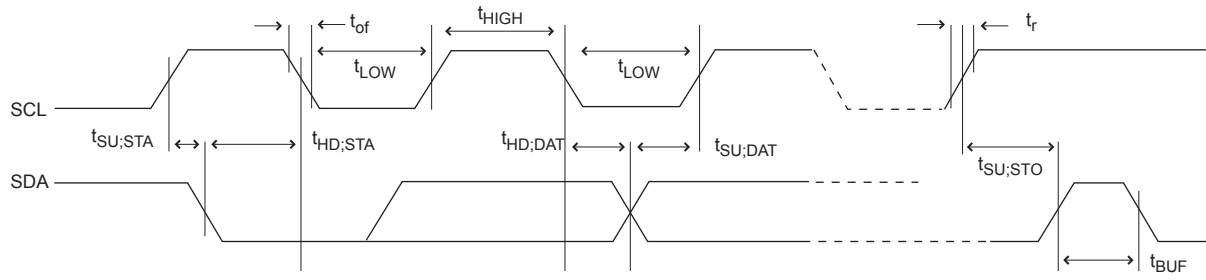 t_of
t_HIGH
t_r
t_LOW
t_LOW
SCL
t_SU;STA
t_HD;STA
t_HD;DAT
t_SU;DAT
t_SU;STO
SDA
t_BUF